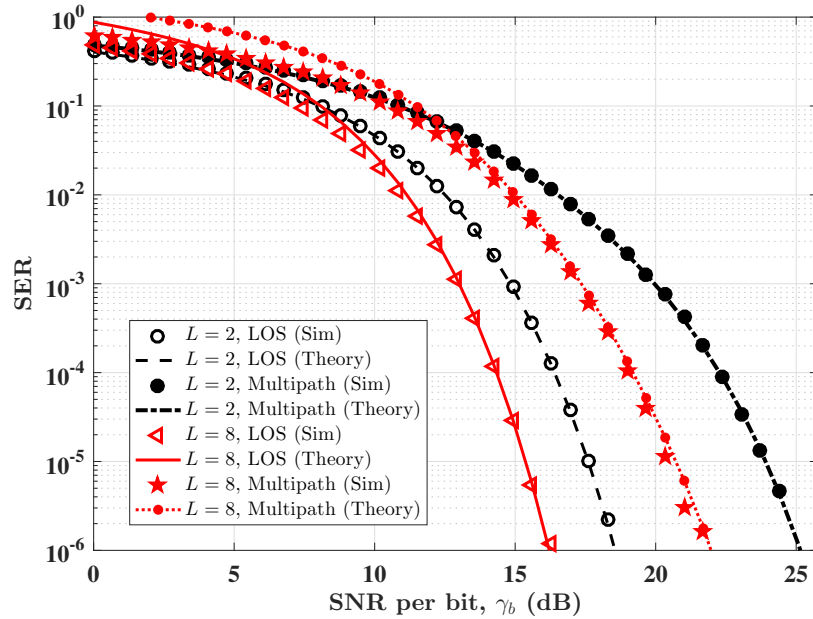 10^0
10^-1
10^-2
10^-3
10^-4
10^-5
10^-6
SER
L = 2, LOS (Sim)
L = 2, LOS (Theory)
L = 2, Multipath (Sim)
L = 2, Multipath (Theory)
L = 8, LOS (Sim)
L = 8, LOS (Theory)
L = 8, Multipath (Sim)
L = 8, Multipath (Theory)
0 5 10 15 20 25
SNR per bit, γ_b (dB)